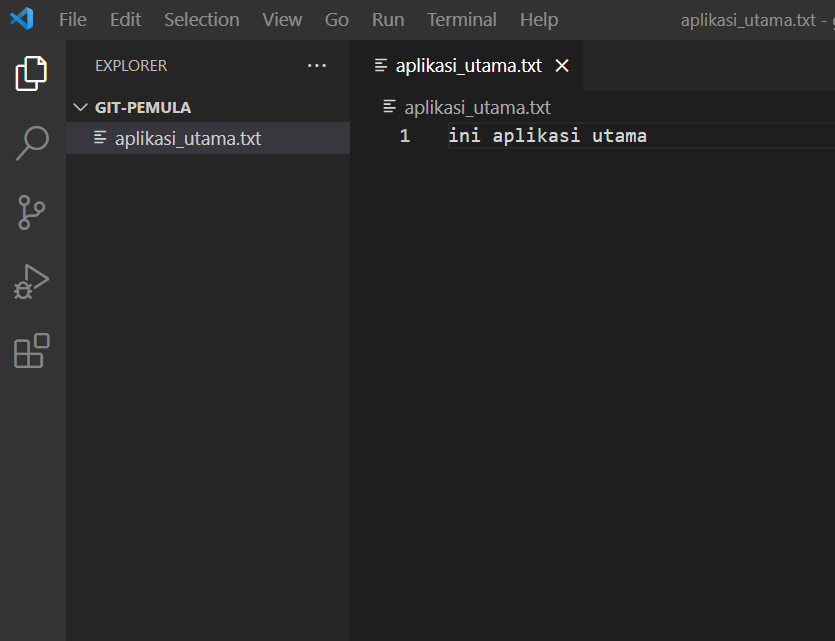 File Edit Selection View Go Run Terminal Help aplikasi_utama.txt -
EXPLORER ···
GIT-PEMULA
aplikasi_utama.txt
aplikasi_utama.txt
aplikasi_utama.txt
1 ini aplikasi utama